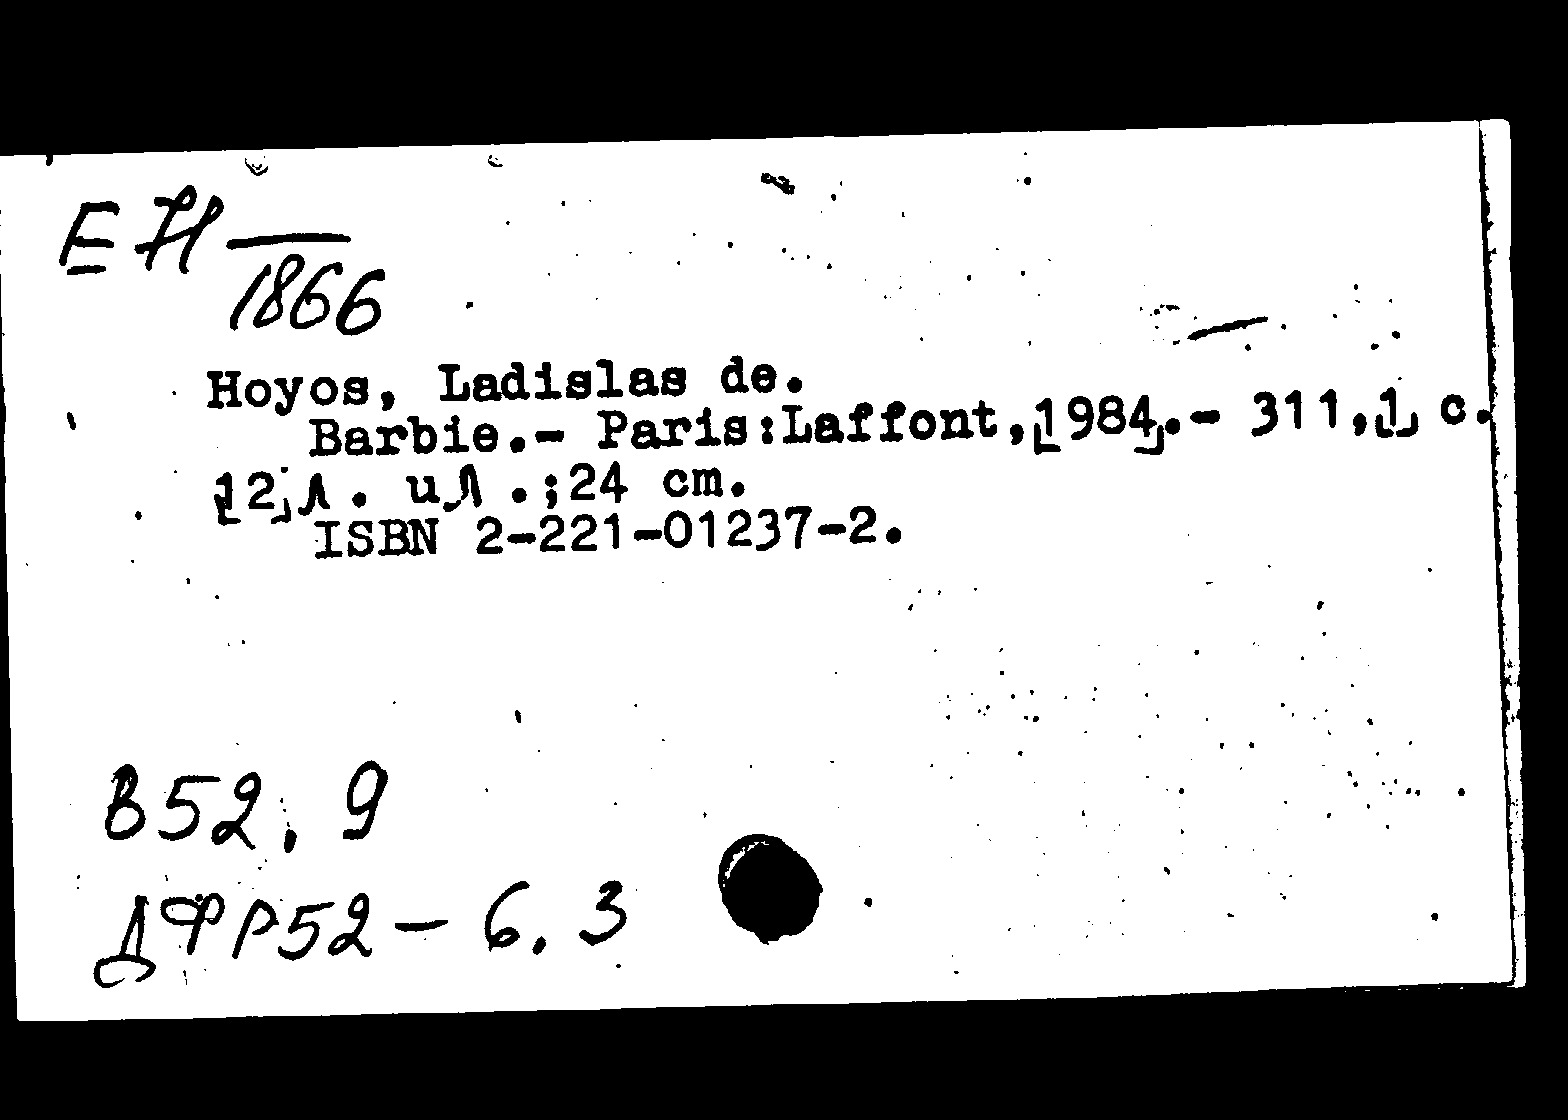 ЕН
1866
Hoyos, Ladislas de.
Barbie.- Paris:Laffont,[1984].- 311,[1] c.
[12] л. ил.;24 cm.
ISBN 2-221-01237-2.
В52.9
ДФР52-6.3